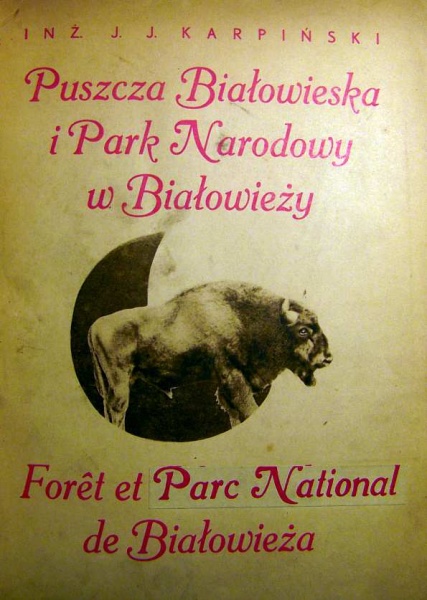 INŻ. J. J. KARPIŃSKI
Puszcza Białowieska
i Park Narodowy
w Białowieży
Forêt et Parc National
de Białowieża